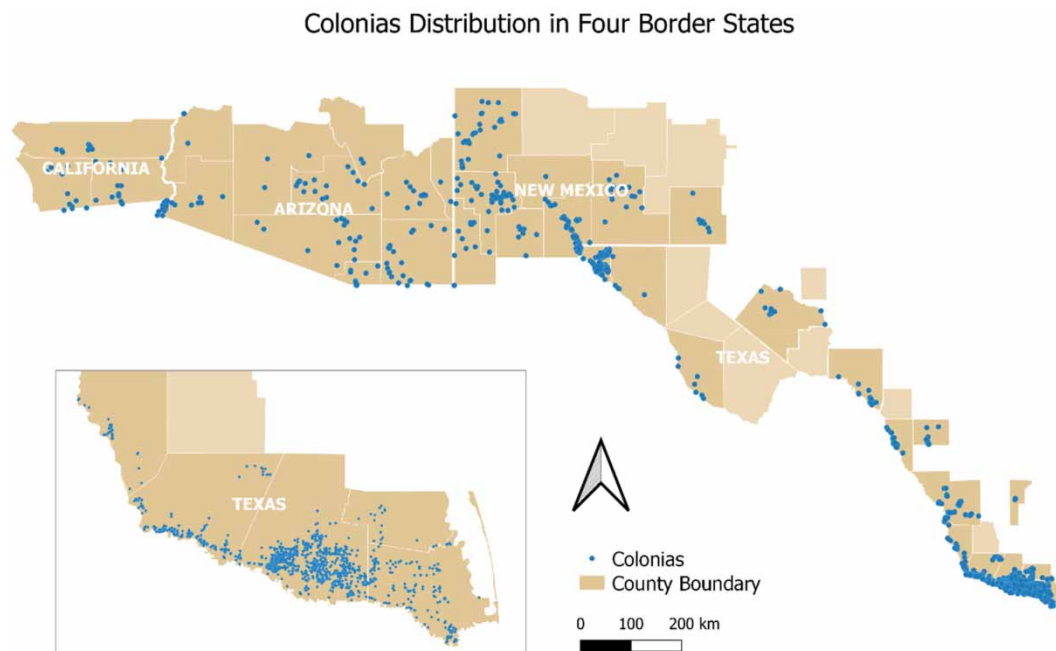 Colonias Distribution in Four Border States
CALIFORNIA
ARIZONA
NEW MEXICO
TEXAS
TEXAS
Colonias
County Boundary
0 100 200 km